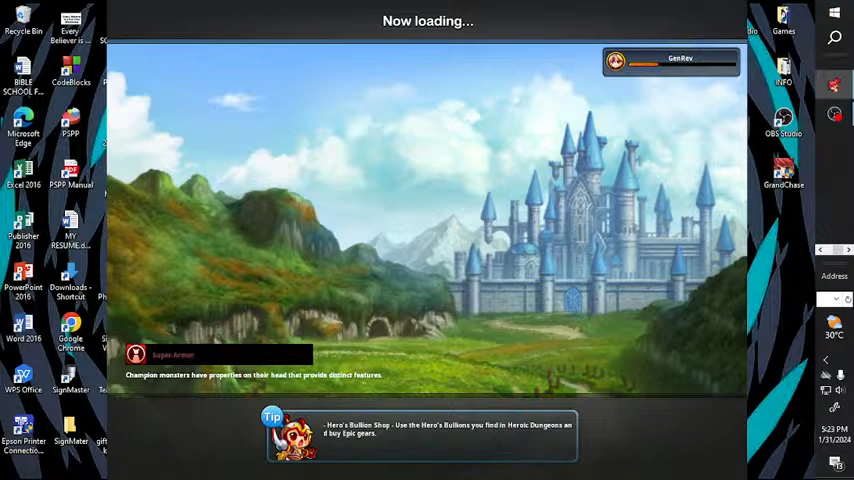 Now loading...
GenRev
Super Armor
Champion monsters have properties on their head that provide distinct features.
Tip
- Hero's Bullion Shop - Use the Hero's Bullions you find in Heroic Dungeons an
d buy Epic gears.
Recycle Bin
Every
Believer is ...
BIBLE
SCHOOL F...
CodeBlocks
Microsoft
Edge
PSPP
Excel 2016
PSPP Manual
Publisher
2016
MY
RESUME.d...
PowerPoint
2016
Downloads -
Shortcut
Word 2016
Google
Chrome
WPS Office
SignMaster
Epson Printer
Connectio...
SignMater
Games
INFO
OBS Studio
GrandChase
Address
30°C
5:23 PM
1/31/2024
13